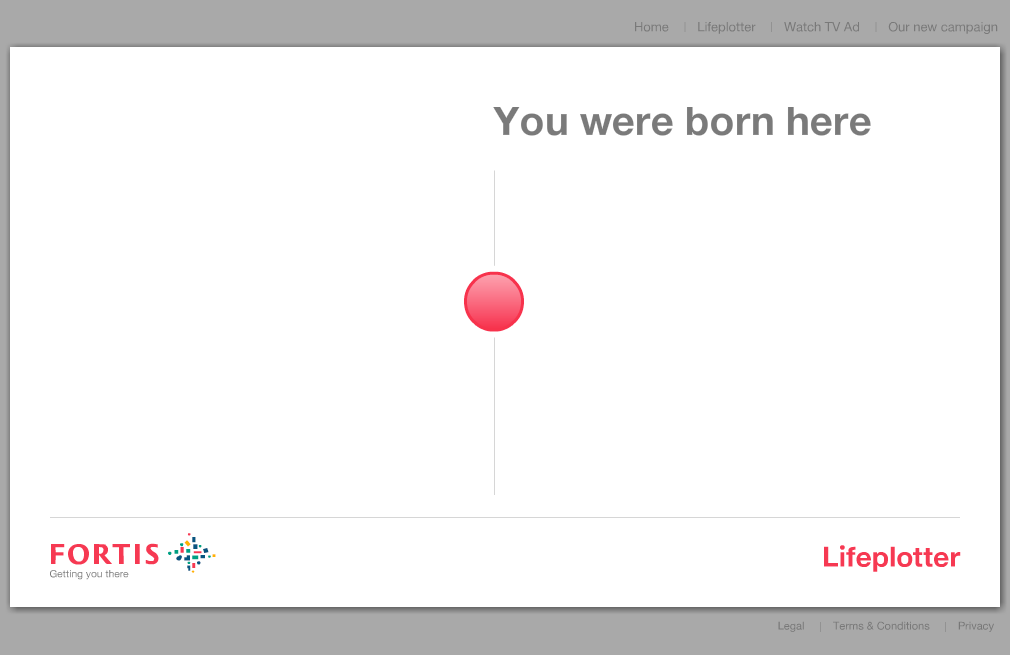 Home | Lifeplotter | Watch TV Ad | Our new campaign
You were born here
FORTIS
Getting you there
Lifeplotter
Legal | Terms & Conditions | Privacy